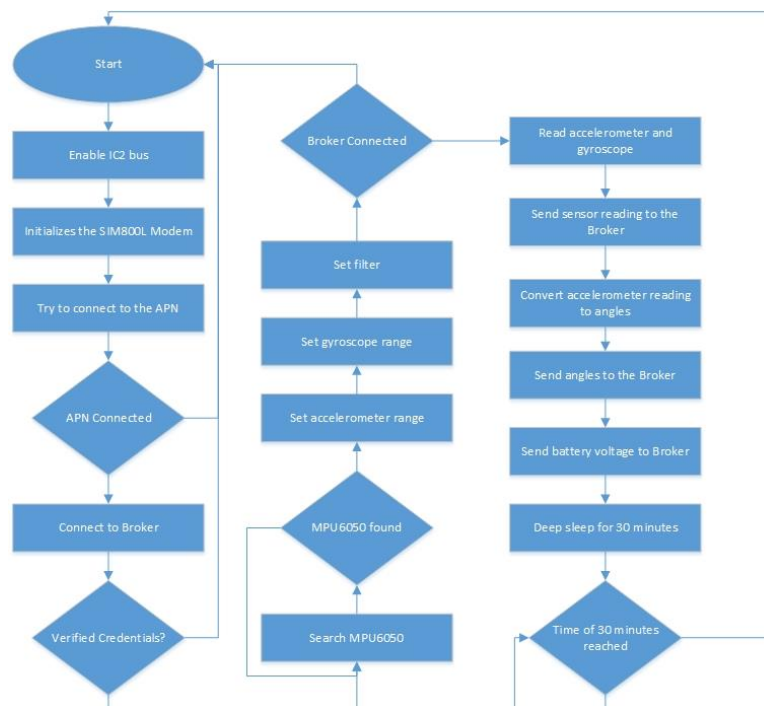 Start
Enable IC2 bus
Initializes the SIM800L Modem
Try to connect to the APN
APN Connected
Connect to Broker
Verified Credentials?
Broker Connected
Set filter
Set gyroscope range
Set accelerometer range
MPU6050 found
Search MPU6050
Read accelerometer and
gyroscope
Send sensor reading to the
Broker
Convert accelerometer reading
to angles
Send angles to the Broker
Send battery voltage to Broker
Deep sleep for 30 minutes
Time of 30 minutes
reached